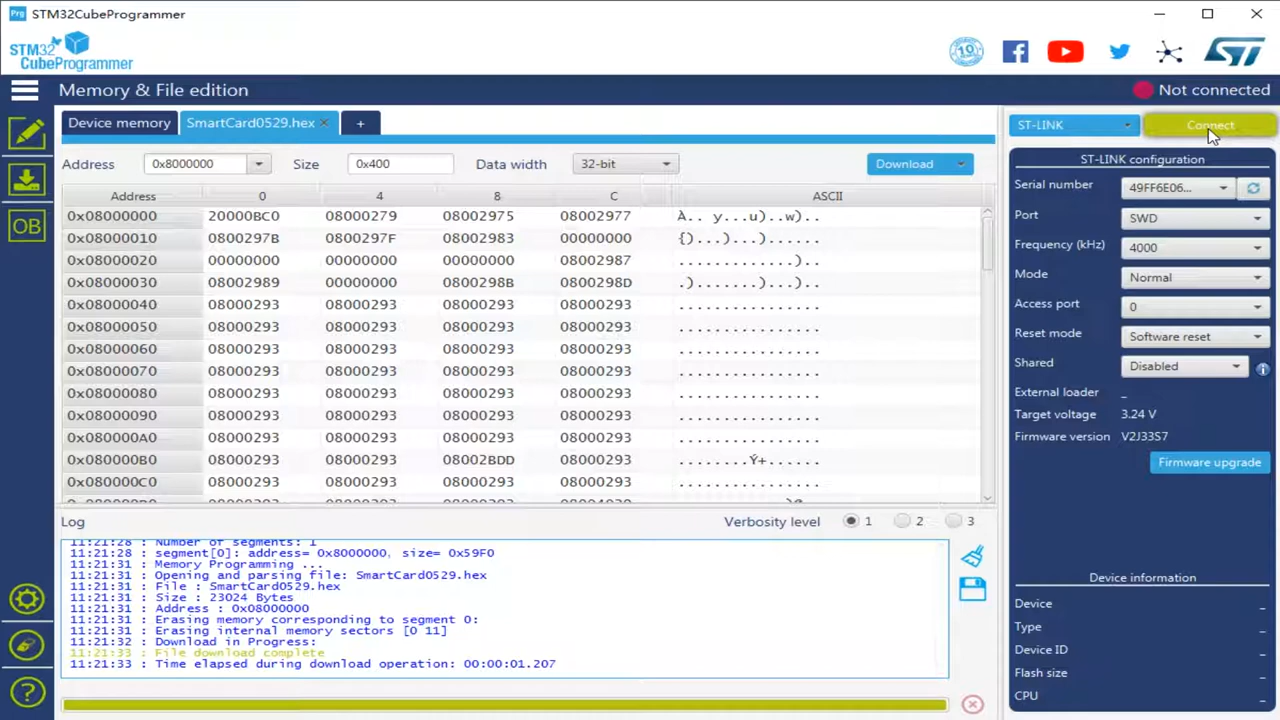 Prg STM32CubeProgrammer
STM32
CubeProgrammer
10
ST
Memory & File edition
Not connected
Device memory
SmartCard0529.hex ×
+
ST-LINK
Connect
Address 0x8000000 Size 0x400 Data width 32-bit Download
Address 0 4 8 C ASCII
0x08000000 20000BC0 08000279 08002975 08002977 À.. y...u)..w)..
0x08000010 0800297B 0800297F 08002983 00000000 {)...)...)......
0x08000020 00000000 00000000 00000000 08002987 .............)..
0x08000030 08002989 00000000 0800298B 0800298D .).......)...)..
0x08000040 08000293 08000293 08000293 08000293 ................
0x08000050 08000293 08000293 08000293 08000293 ................
0x08000060 08000293 08000293 08000293 08000293 ................
0x08000070 08000293 08000293 08000293 08000293 ................
0x08000080 08000293 08000293 08000293 08000293 ................
0x08000090 08000293 08000293 08000293 08000293 ................
0x080000A0 08000293 08000293 08000293 08000293 ................
0x080000B0 08000293 08000293 08002BDD 08000293 ........Ý+......
0x080000C0 08000293 08000293 08000293 08000293 ................
Log
Verbosity level 1 2 3
11:21:28 : Number of segments: 1
11:21:28 : segment[0]: address= 0x8000000, size= 0x59F0
11:21:31 : Memory Programming ...
11:21:31 : Opening and parsing file: SmartCard0529.hex
11:21:31 : File : SmartCard0529.hex
11:21:31 : Size : 23024 Bytes
11:21:31 : Address : 0x08000000
11:21:31 : Erasing memory corresponding to segment 0:
11:21:31 : Erasing internal memory sectors [0 11]
11:21:32 : Download in Progress:
11:21:33 : File download complete
11:21:33 : Time elapsed during download operation: 00:00:01.207
ST-LINK configuration
Serial number 49FF6E06...
Port SWD
Frequency (kHz) 4000
Mode Normal
Access port 0
Reset mode Software reset
Shared Disabled
External loader _
Target voltage 3.24 V
Firmware version V2J33S7
Firmware upgrade
Device information
Device _
Type _
Device ID _
Flash size _
CPU _
OB